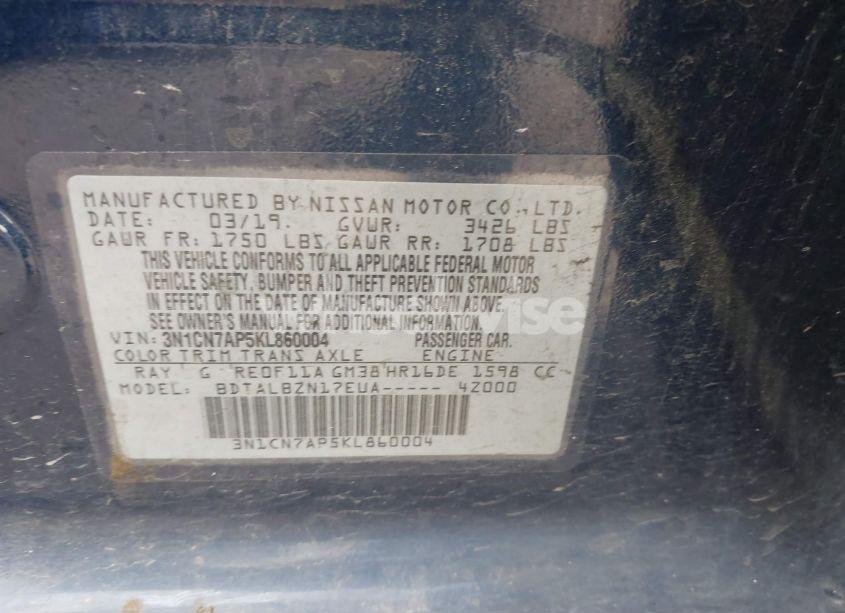 MANUFACTURED BY NISSAN MOTOR CO., LTD.
DATE: 03/19. GVWR: 3426 LBS
GAWR FR: 1750 LBS GAWR RR: 1708 LBS
THIS VEHICLE CONFORMS TO ALL APPLICABLE FEDERAL MOTOR
VEHICLE SAFETY, BUMPER AND THEFT PREVENTION STANDARDS
IN EFFECT ON THE DATE OF MANUFACTURE SHOWN ABOVE.
SEE OWNER'S MANUAL FOR ADDITIONAL INFORMATION.
VIN: 3N1CN7AP5KL860004 PASSENGER CAR.
COLOR TRIM TRANS AXLE ENGINE
RAY G RE0F11A GM38 HR16DE 1598 CC
MODEL: BDTALBZN17EUA----- 4Z000
3N1CN7AP5KL860004